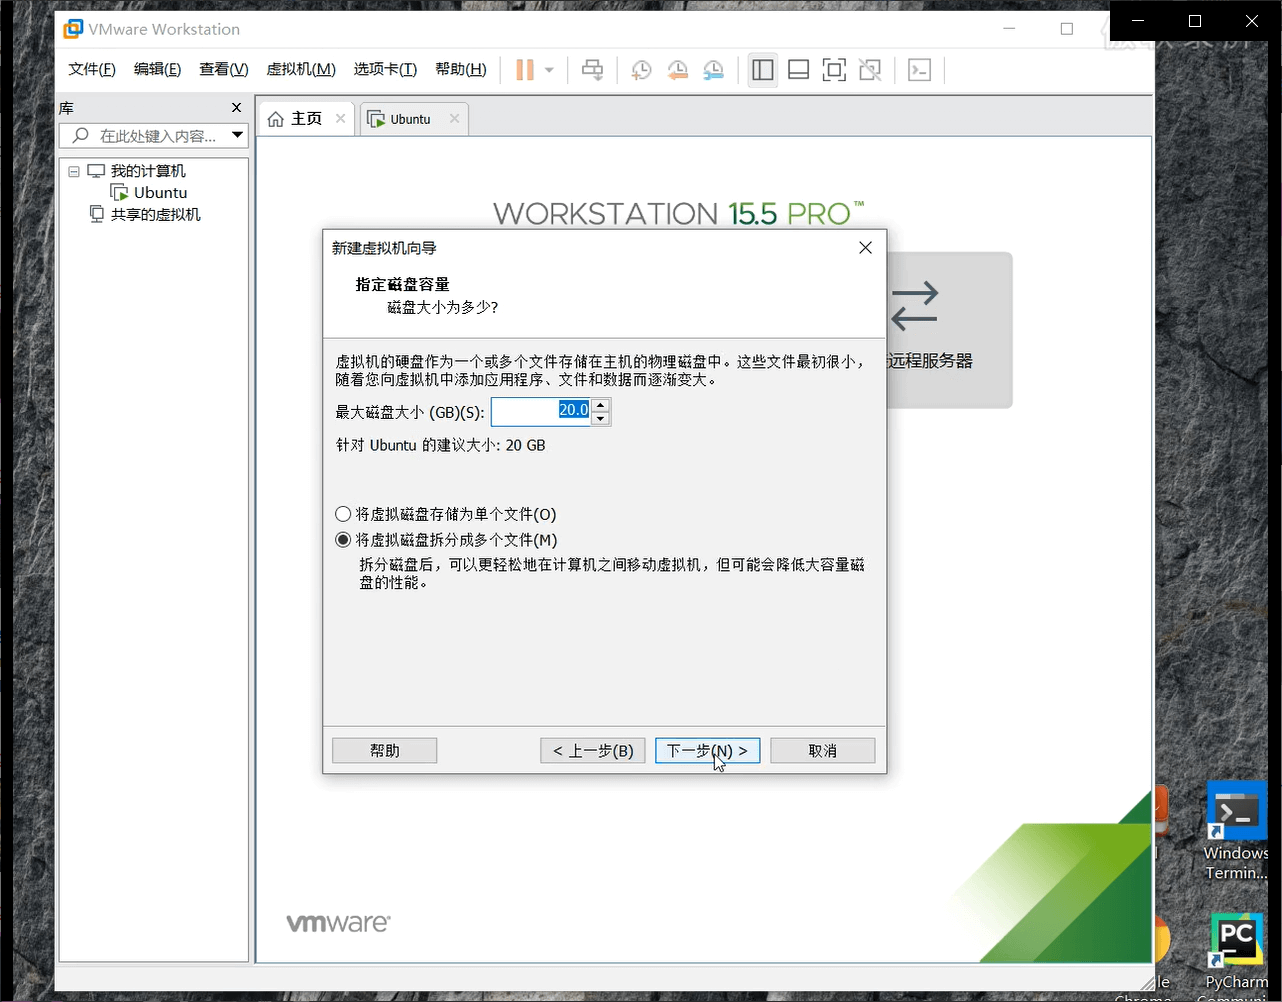 VMware Workstation
文件(F) 编辑(E) 查看(V) 虚拟机(M) 选项卡(T) 帮助(H)
库
在此处键入内容...
我的计算机
Ubuntu
共享的虚拟机
主页
Ubuntu
WORKSTATION 15.5 PRO™
远程服务器
新建虚拟机向导
指定磁盘容量
磁盘大小为多少?
虚拟机的硬盘作为一个或多个文件存储在主机的物理磁盘中。这些文件最初很小，
随着您向虚拟机中添加应用程序、文件和数据而逐渐变大。
最大磁盘大小 (GB)(S): 20.0
针对 Ubuntu 的建议大小: 20 GB
将虚拟磁盘存储为单个文件(O)
将虚拟磁盘拆分成多个文件(M)
拆分磁盘后，可以更轻松地在计算机之间移动虚拟机，但可能会降低大容量磁
盘的性能。
帮助
< 上一步(B)
下一步(N) >
取消
vmware
Windows
Termin...
PC
PyCharm